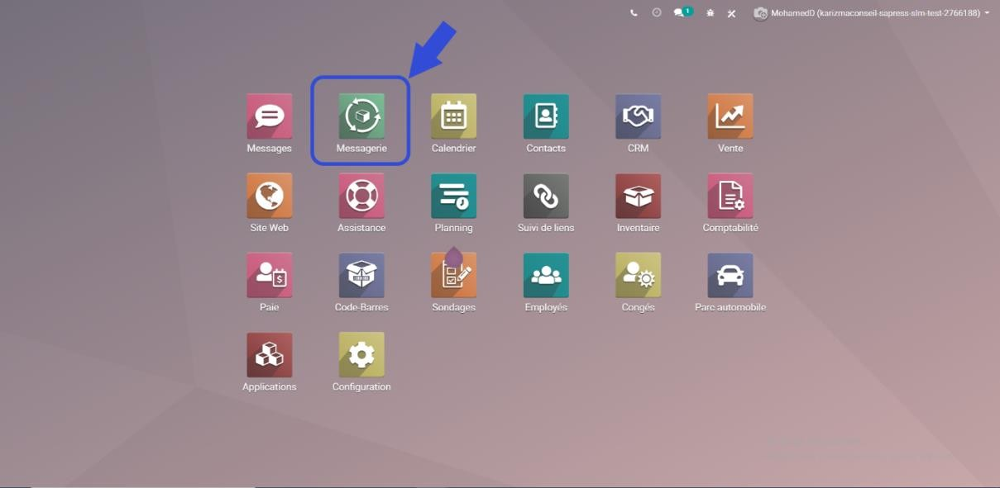 1 MohamedD (karizmaconseil-sapress-slm-test-2766188)
Messages Messagerie Calendrier Contacts CRM Vente
Site Web Assistance Planning Suivi de liens Inventaire Comptabilité
Paie Code-Barres Sondages Employés Congés Parc automobile
Applications Configuration